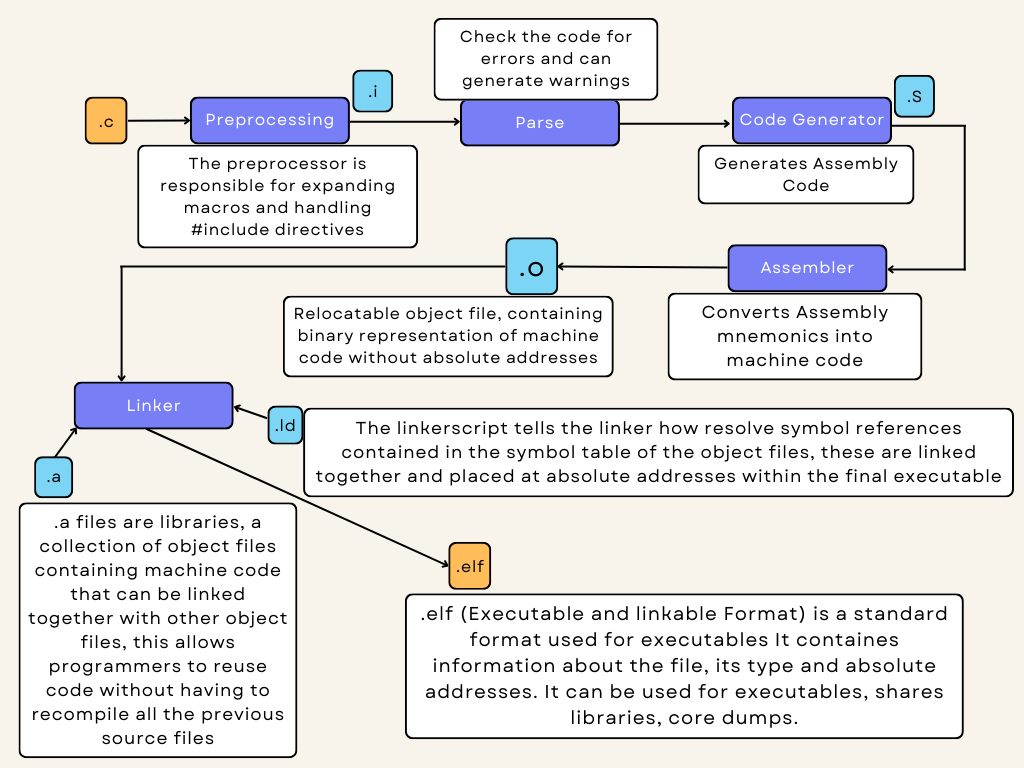 Check the code for
errors and can
generate warnings
.i
.S
.c
Preprocessing
Parse
Code Generator
The preprocessor is
responsible for expanding
macros and handling
#include directives
Generates Assembly
Code
.o
Assembler
Relocatable object file, containing
binary representation of machine
code without absolute addresses
Converts Assembly
mnemonics into
machine code
Linker
.ld
The linkerscript tells the linker how resolve symbol references
contained in the symbol table of the object files, these are linked
together and placed at absolute addresses within the final executable
.a
.a files are libraries, a
collection of object files
containing machine code
that can be linked
together with other object
files, this allows
programmers to reuse
code without having to
recompile all the previous
source files
.elf
.elf (Executable and linkable Format) is a standard
format used for executables It containes
information about the file, its type and absolute
addresses. It can be used for executables, shares
libraries, core dumps.